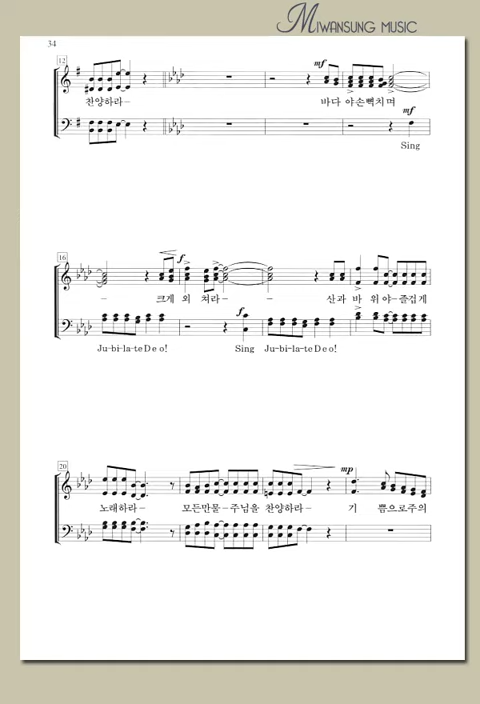 MIWANSUNG MUSIC
34
12
mf
찬양하라-
바다 야손뼉치며
mf
Sing
16
f
- 크게 외 쳐라-
- 산과 바 위야-즐겁게
f
Ju-bi-la-te Deo! Sing Ju-bi-la-te Deo!
20
mp
노래하라- 모든만물-주님을 찬양하라- 기 쁨으로주의